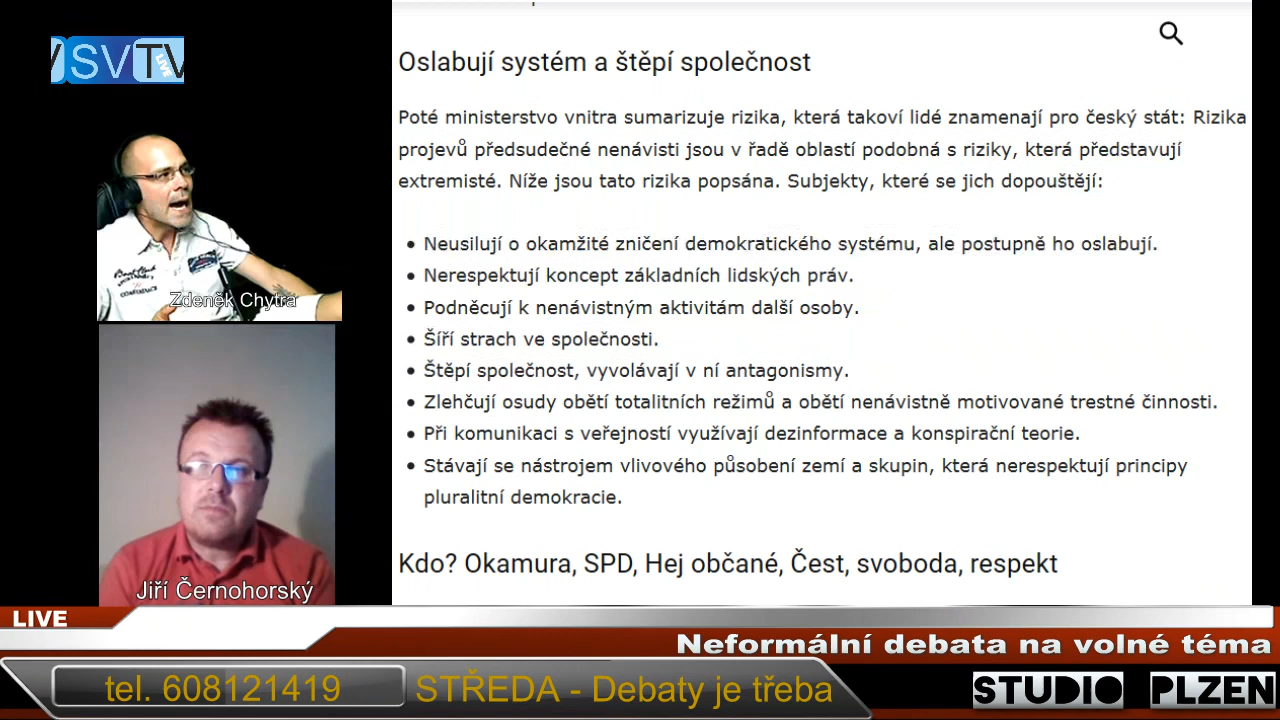 SVTV
LIVE
Oslabují systém a štěpí společnost
Poté ministerstvo vnitra sumarizuje rizika, která takoví lidé znamenají pro český stát: Rizika
projevů předsudečné nenávisti jsou v řadě oblastí podobná s riziky, která představují
extremisté. Níže jsou tato rizika popsána. Subjekty, které se jich dopouštějí:
• Neusilují o okamžité zničení demokratického systému, ale postupně ho oslabují.
• Nerespektují koncept základních lidských práv.
• Podněcují k nenávistným aktivitám další osoby.
• Šíří strach ve společnosti.
• Štěpí společnost, vyvolávají v ní antagonismy.
• Zlehčují osudy obětí totalitních režimů a obětí nenávistně motivované trestné činnosti.
• Při komunikaci s veřejností využívají dezinformace a konspirační teorie.
• Stávají se nástrojem vlivového působení zemí a skupin, která nerespektují principy
pluralitní demokracie.
Kdo? Okamura, SPD, Hej občané, Čest, svoboda, respekt
Zdeněk Chytra
Jiří Černohorský
LIVE
Neformální debata na volné téma
tel. 608121419
STŘEDA - Debaty je třeba
STUDIO PLZEN